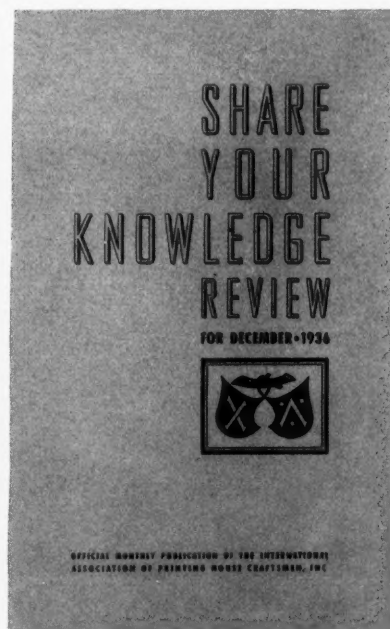 SHARE
YOUR
KNOWLEDGE
REVIEW
FOR DECEMBER • 1936
OFFICIAL MONTHLY PUBLICATION OF THE INTERNATIONAL
ASSOCIATION OF PRINTING HOUSE CRAFTSMEN, INC